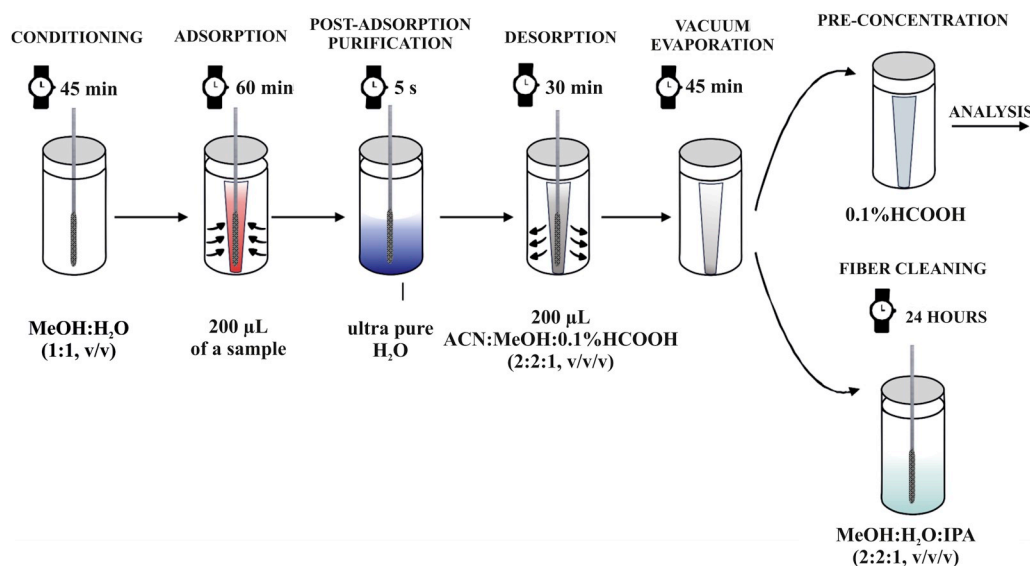 CONDITIONING
45 min
MeOH:H₂O
(1:1, v/v)
ADSORPTION
60 min
200 µL
of a sample
POST-ADSORPTION
PURIFICATION
5 s
ultra pure
H₂O
DESORPTION
30 min
200 µL
ACN:MeOH:0.1%HCOOH
(2:2:1, v/v/v)
VACUUM
EVAPORATION
45 min
PRE-CONCENTRATION
0.1%HCOOH
ANALYSIS
FIBER CLEANING
24 HOURS
MeOH:H₂O:IPA
(2:2:1, v/v/v)